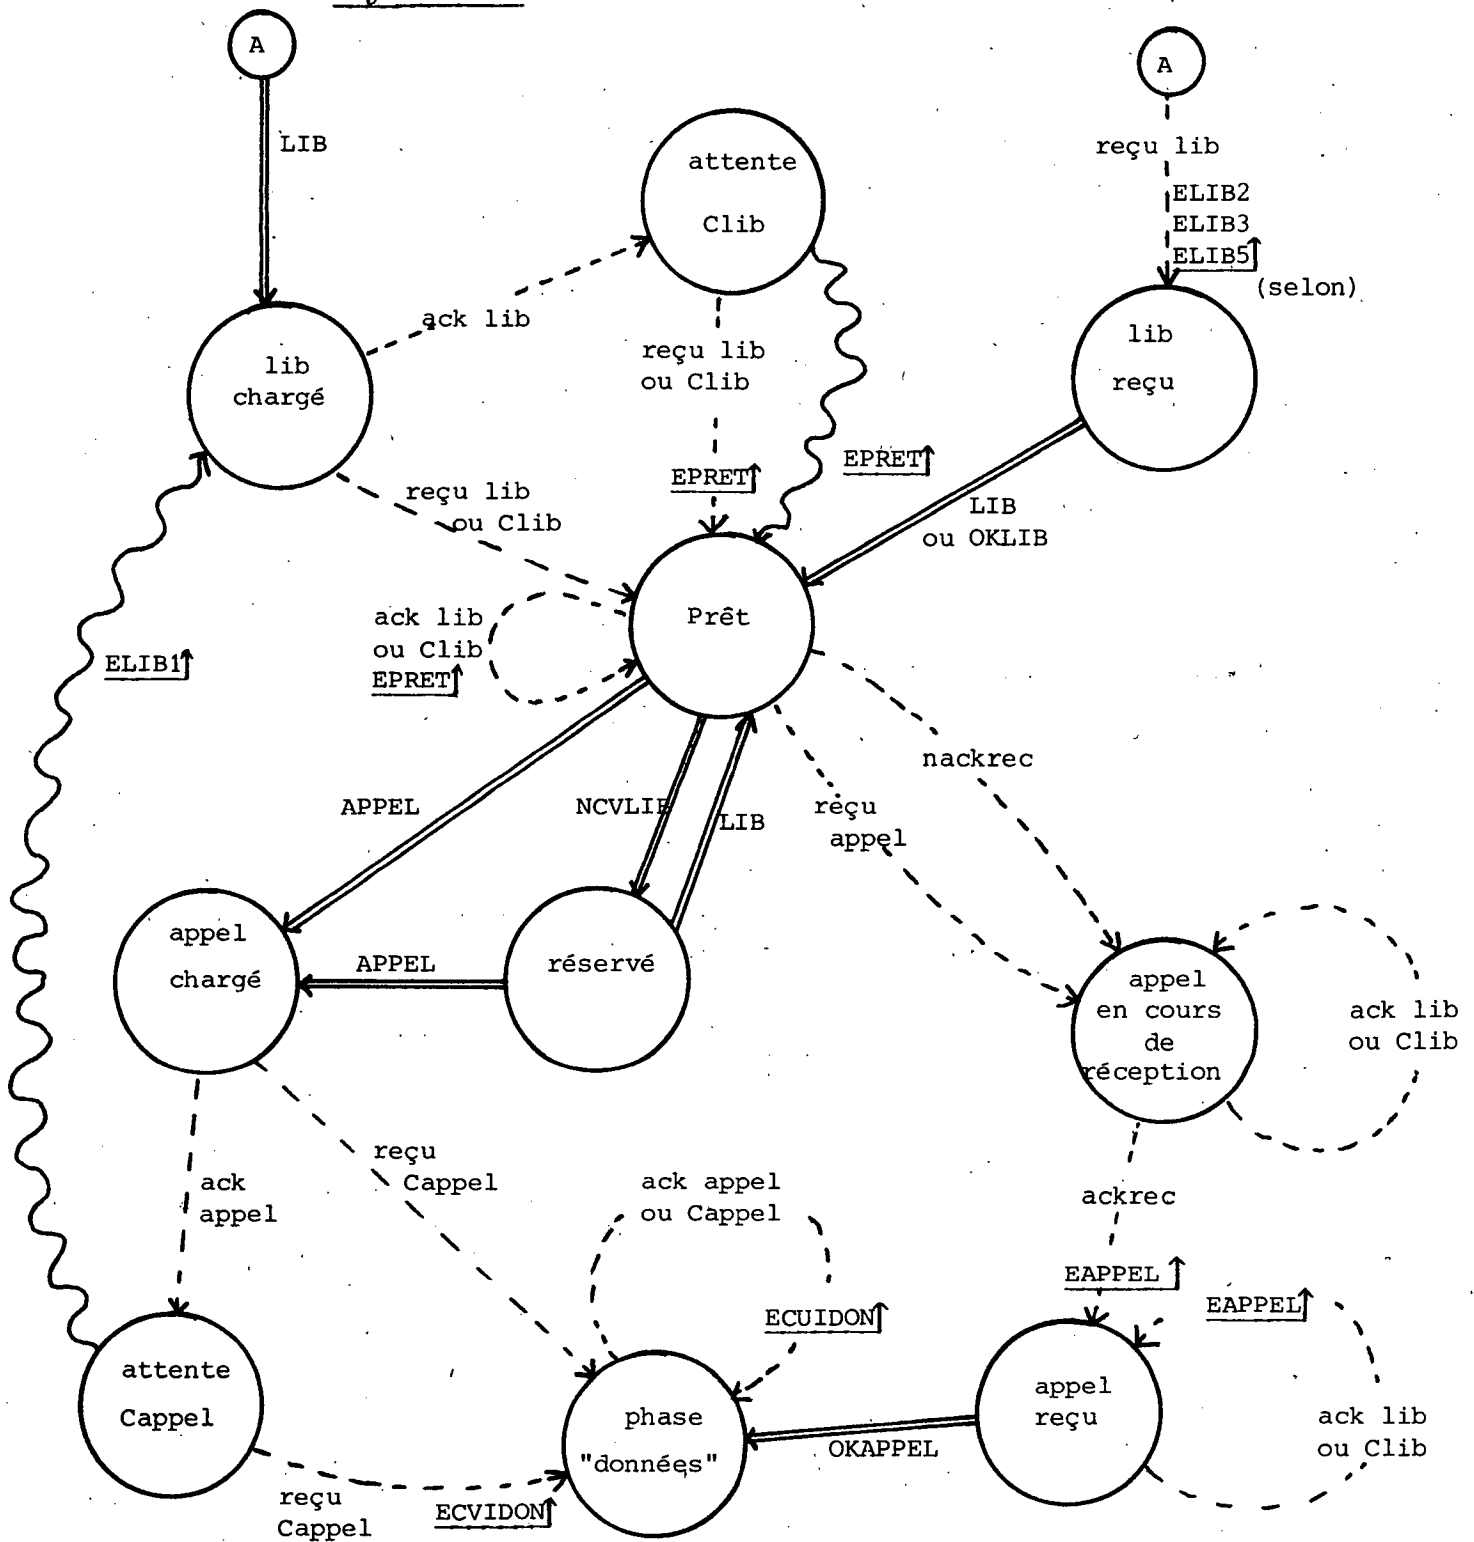 A
A
LIB
reçu lib
attente
Clib
ELIB2
ELIB3
ELIB5
(selon)
ack lib
lib
chargé
reçu lib
ou Clib
lib
reçu
EPRET
EPRET
reçu lib
ou Clib
LIB
ou OKLIB
Prêt
ack lib
ou Clib
EPRET
ELIB1
nackrec
APPEL
NCVLIB
LIB
reçu
appel
appel
chargé
APPEL
réservé
appel
en cours
de
réception
ack lib
ou Clib
reçu
Cappel
ack
appel
ack appel
ou Cappel
ackrec
EAPPEL
EAPPEL
ECUIDON
attente
Cappel
phase
"données"
appel
reçu
OKAPPEL
ack lib
ou Clib
reçu
Cappel
ECVIDON